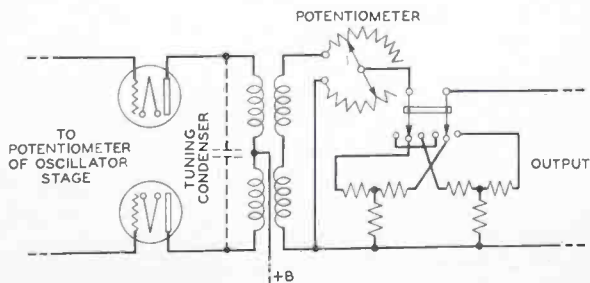 POTENTIOMETER
TO
POTENTIOMETER
OF OSCILLATOR
STAGE
TUNING
CONDENSER
OUTPUT
+B